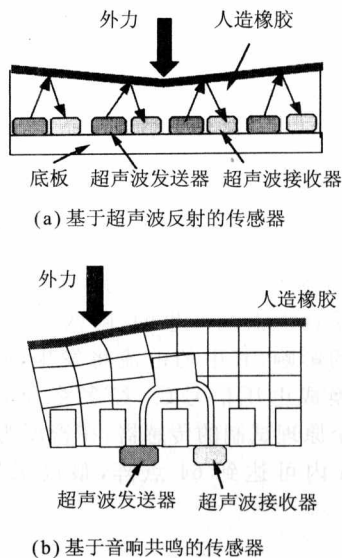 外力
人造橡胶
底板 超声波发送器 超声波接收器
(a) 基于超声波反射的传感器
外力
人造橡胶
超声波发送器 超声波接收器
(b) 基于音响共鸣的传感器